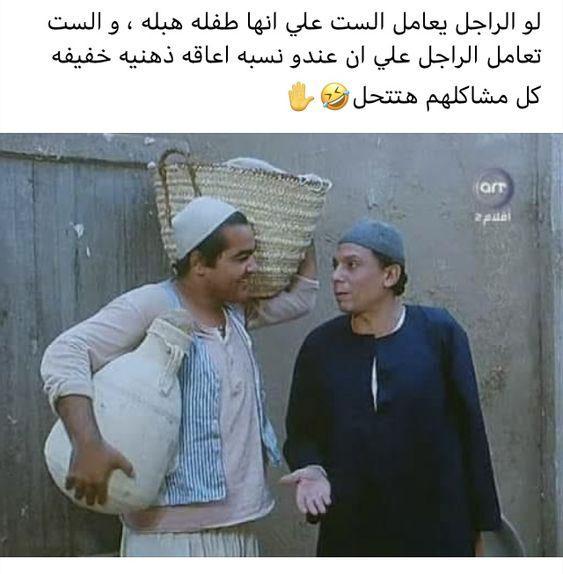 لو الراجل يعامل الست علي انها طفله هبله ، و الست
تعامل الراجل علي ان عندو نسبه اعاقه ذهنيه خفيفه
كل مشاكلهم هتتحل🤣✋
art
افلام 2